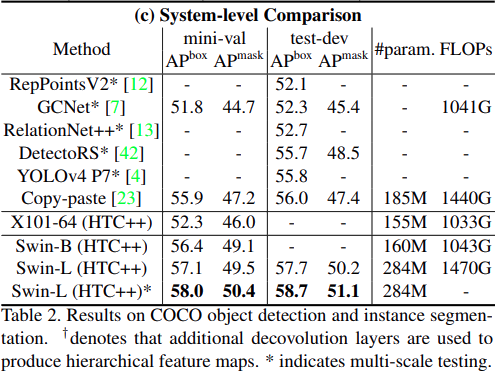 (c) System-level Comparison
Method mini-val test-dev #param. FLOPs
AP^box AP^mask AP^box AP^mask
RepPointsV2* [12] - - 52.1 - - -
GCNet* [7] 51.8 44.7 52.3 45.4 - 1041G
RelationNet++* [13] - - 52.7 - - -
DetectoRS* [42] - - 55.7 48.5 - -
YOLOv4 P7* [4] - - 55.8 - - -
Copy-paste [23] 55.9 47.2 56.0 47.4 185M 1440G
X101-64 (HTC++) 52.3 46.0 - - 155M 1033G
Swin-B (HTC++) 56.4 49.1 - - 160M 1043G
Swin-L (HTC++) 57.1 49.5 57.7 50.2 284M 1470G
Swin-L (HTC++)* 58.0 50.4 58.7 51.1 284M -
Table 2. Results on COCO object detection and instance segmen-
tation. †denotes that additional decovolution layers are used to
produce hierarchical feature maps. * indicates multi-scale testing.